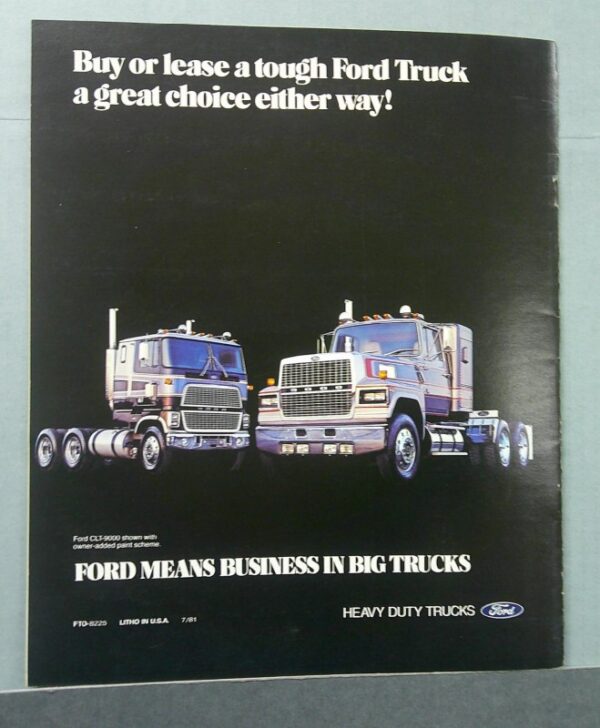 Buy or lease a tough Ford Truck
a great choice either way!
Ford CLT-9000 shown with
owner-added paint scheme.
FORD MEANS BUSINESS IN BIG TRUCKS
HEAVY DUTY TRUCKS Ford
FTO-8225 LITHO IN U.S.A. 7/81